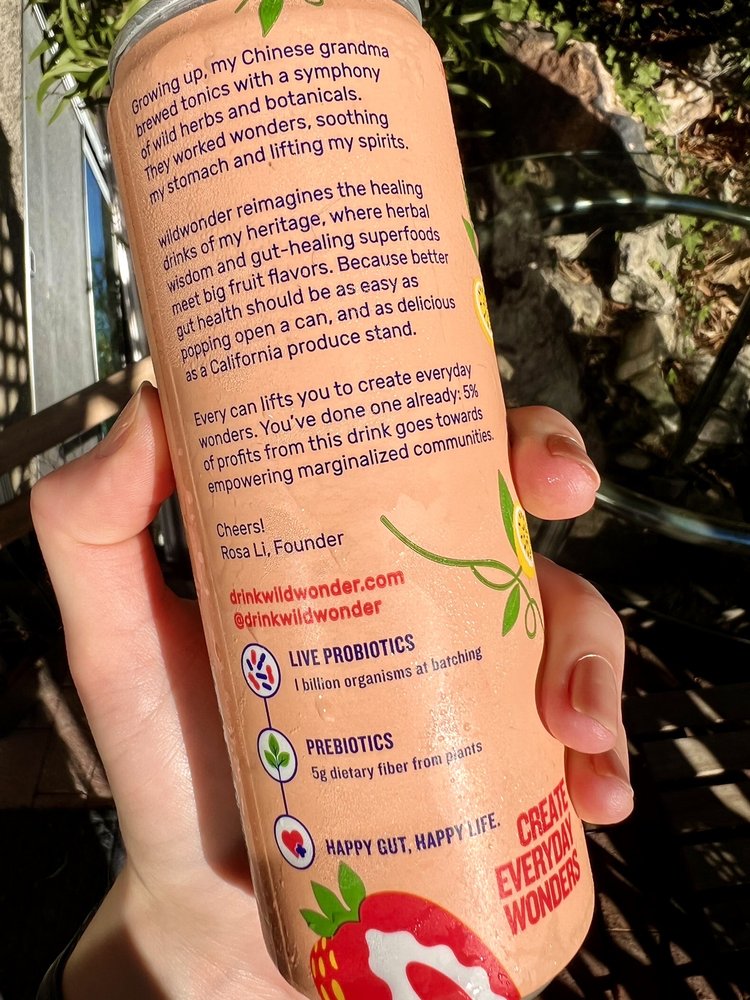 Growing up, my Chinese grandma
brewed tonics with a symphony
of wild herbs and botanicals.
They worked wonders, soothing
my stomach and lifting my spirits.
wildwonder reimagines the healing
drinks of my heritage, where herbal
wisdom and gut-healing superfoods
meet big fruit flavors. Because better
gut health should be as easy as
popping open a can, and as delicious
as a California produce stand.
Every can lifts you to create everyday
wonders. You've done one already: 5%
of profits from this drink goes towards
empowering marginalized communities.
Cheers!
Rosa Li, Founder
drinkwildwonder.com
@drinkwildwonder
LIVE PROBIOTICS
1 billion organisms at batching
PREBIOTICS
5g dietary fiber from plants
HAPPY GUT, HAPPY LIFE.
CREATE
EVERYDAY
WONDERS